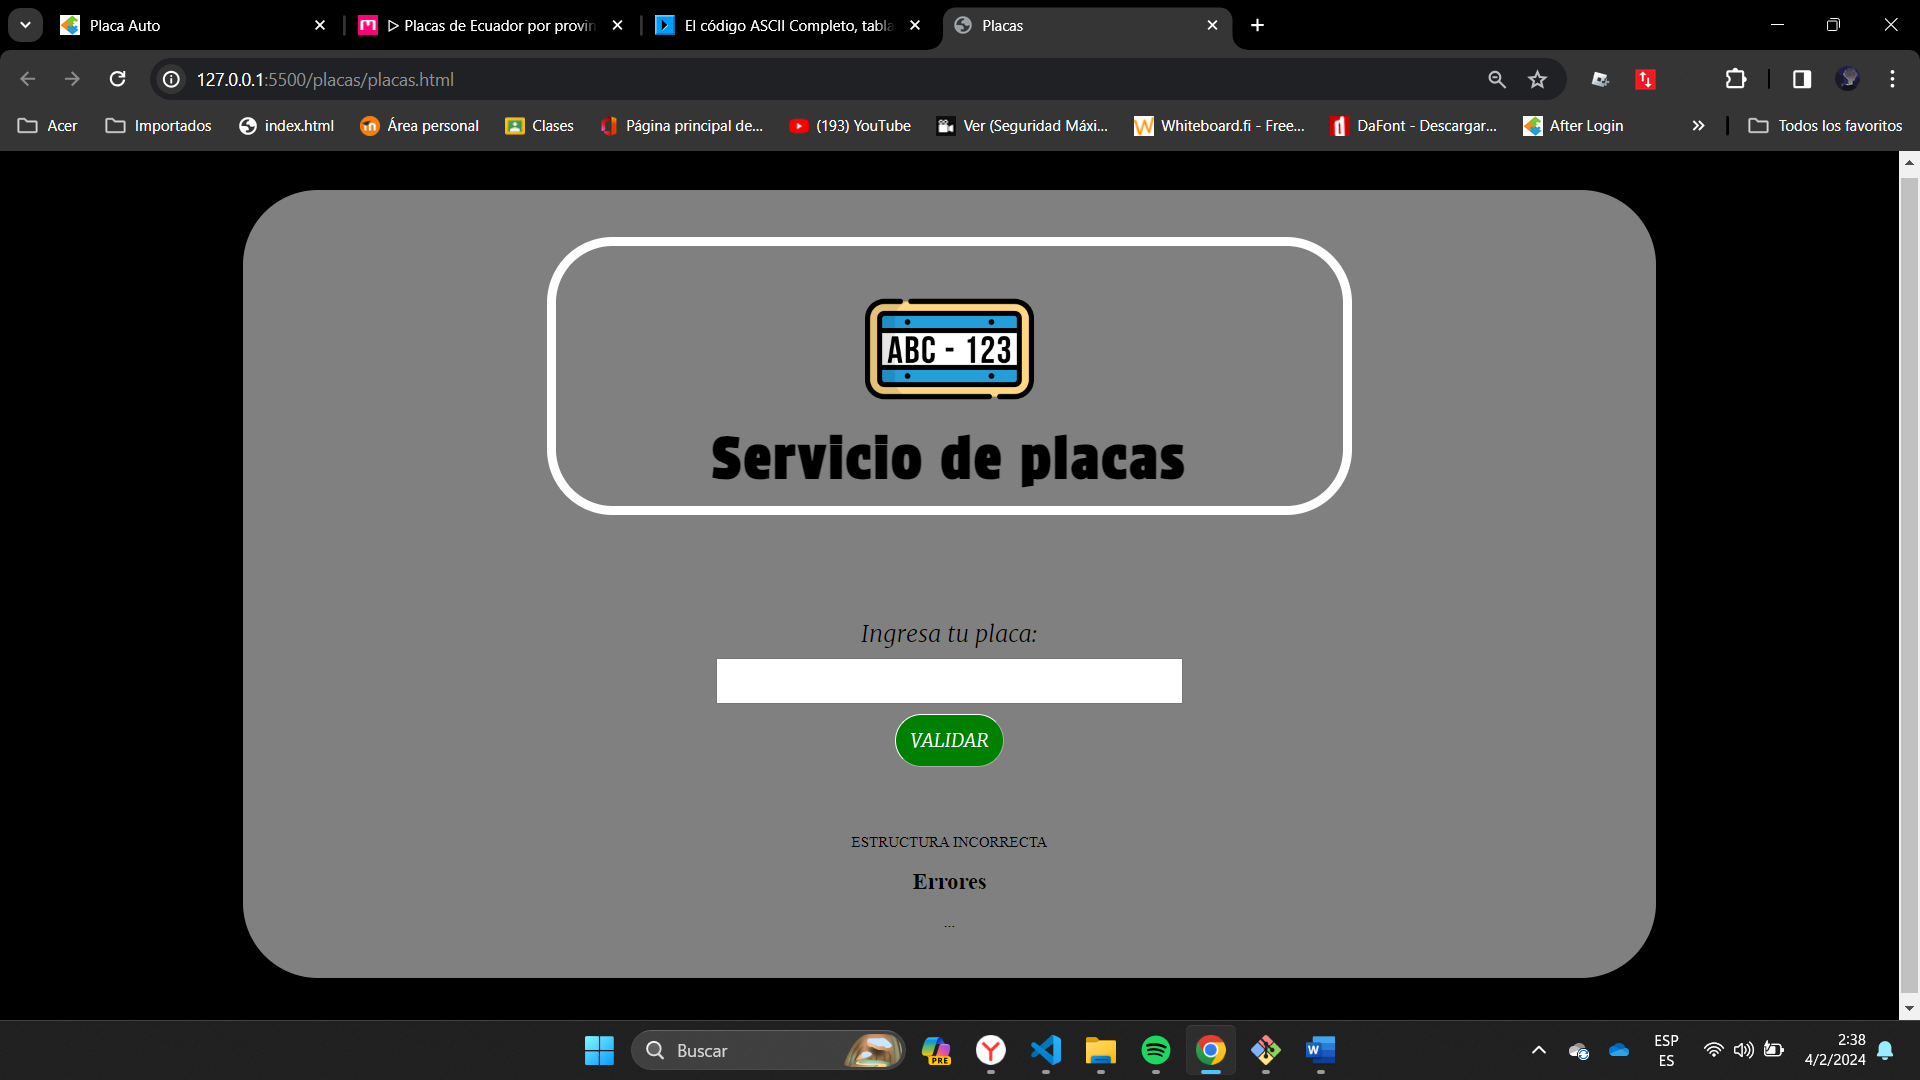 Placa Auto
▷ Placas de Ecuador por provin
El código ASCII Completo, tabla
Placas
127.0.0.1:5500/placas/placas.html
Acer
Importados
index.html
Área personal
Clases
Página principal de...
(193) YouTube
Ver (Seguridad Máxi...
Whiteboard.fi - Free...
DaFont - Descargar...
After Login
Todos los favoritos
ABC - 123
Servicio de placas
Ingresa tu placa:
VALIDAR
ESTRUCTURA INCORRECTA
Errores
...
Buscar
PRE
ESP
ES
2:38
4/2/2024